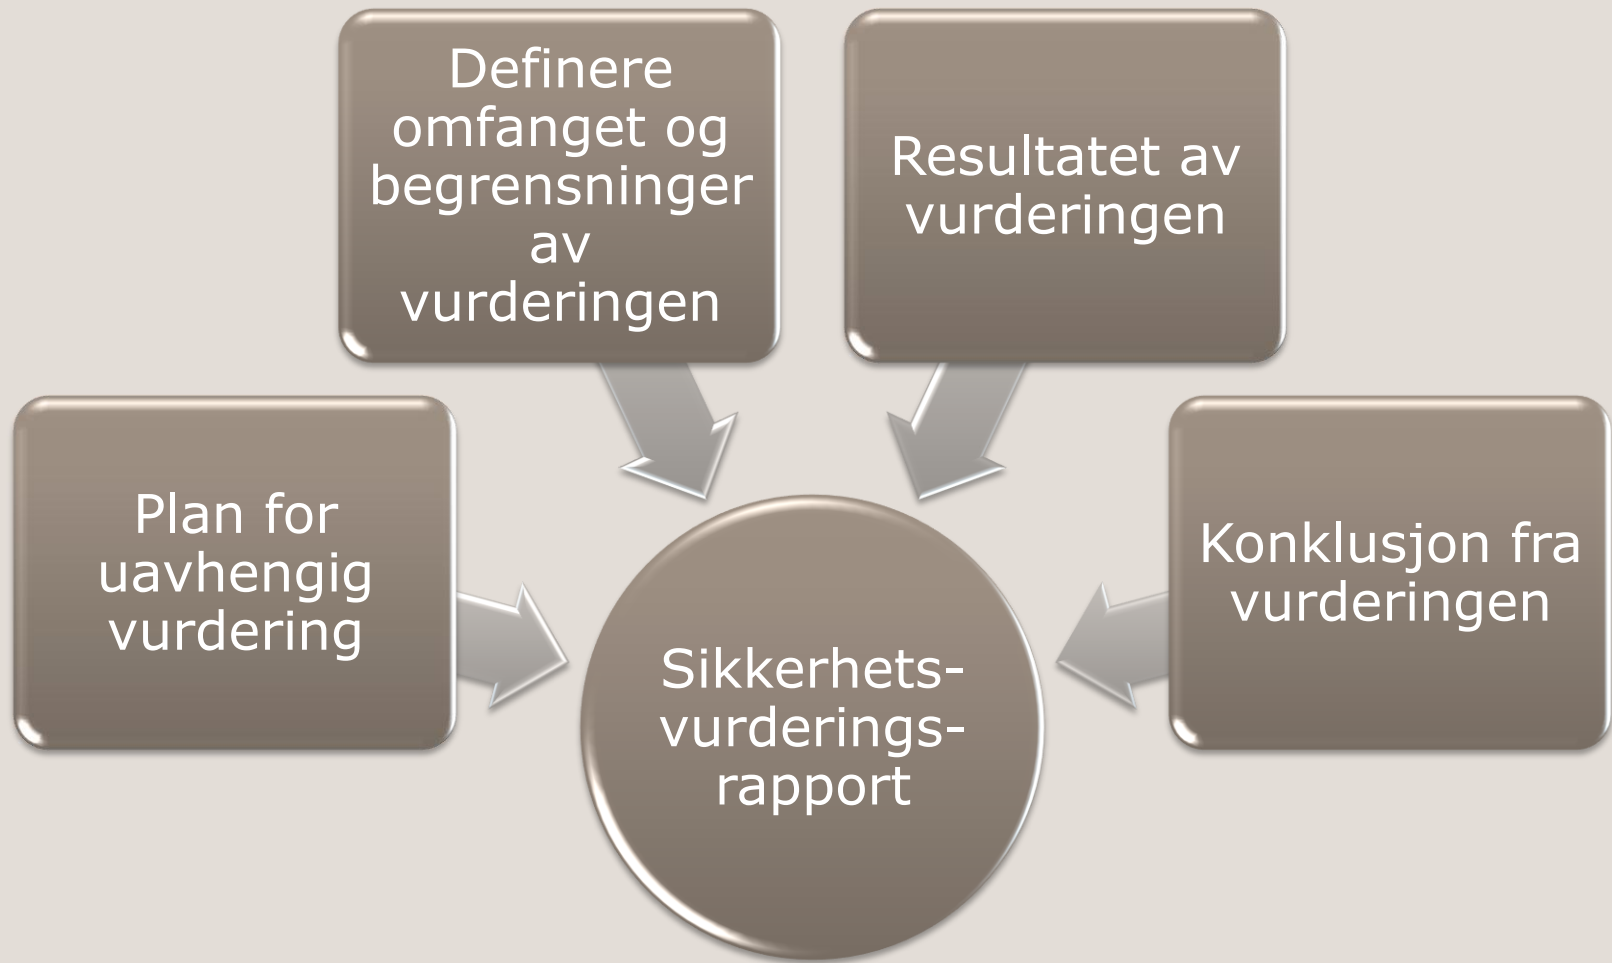 Definere
omfanget og
begrensninger
av
vurderingen
Resultatet av
vurderingen
Plan for
uavhengig
vurdering
Konklusjon fra
vurderingen
Sikkerhets-
vurderings-
rapport